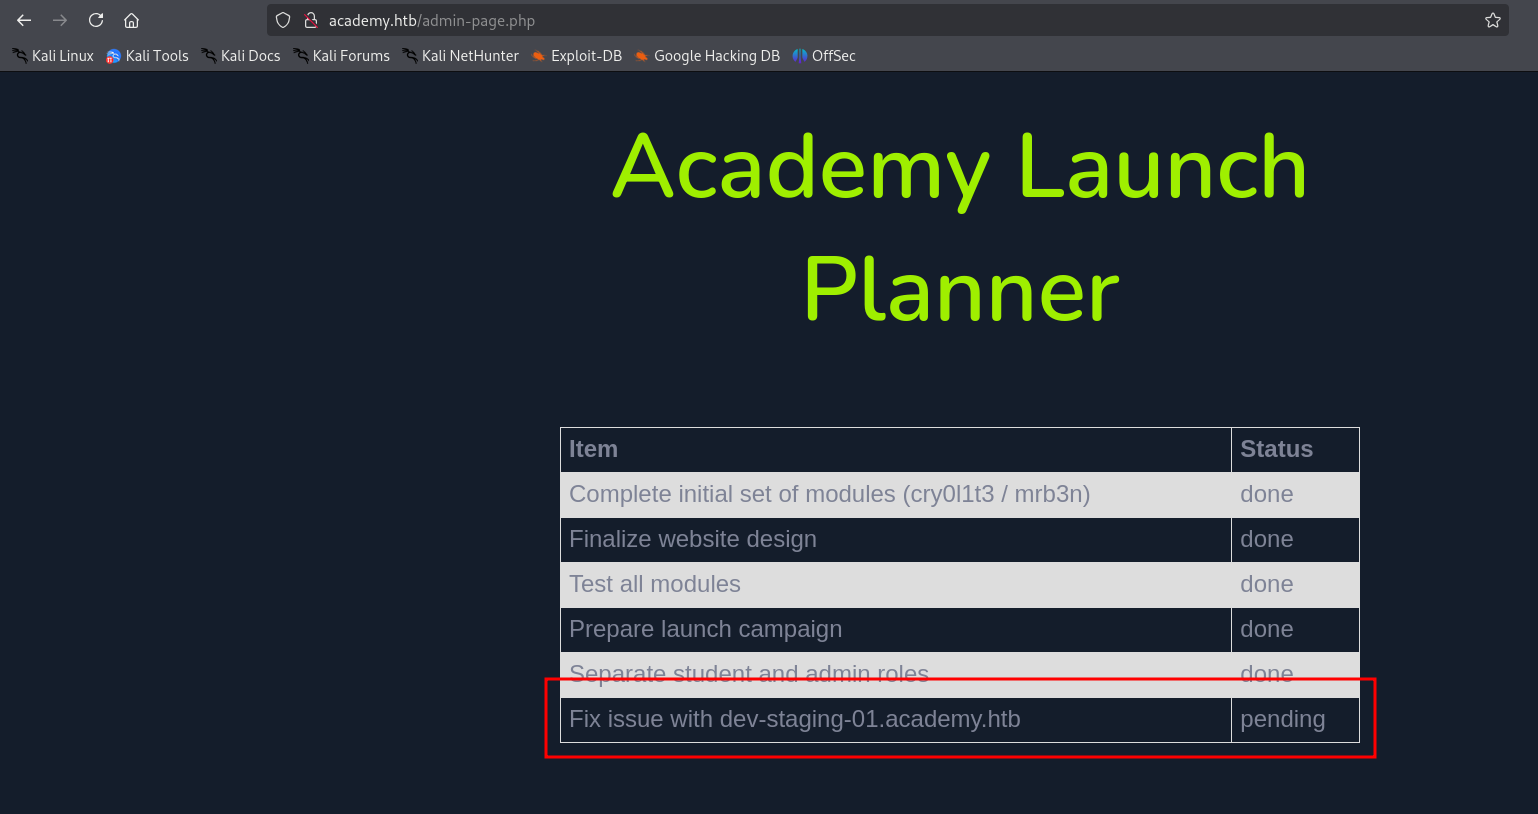 academy.htb/admin-page.php
Kali Linux Kali Tools Kali Docs Kali Forums Kali NetHunter Exploit-DB Google Hacking DB OffSec
Academy Launch
Planner
Item Status
Complete initial set of modules (cry0l1t3 / mrb3n) done
Finalize website design done
Test all modules done
Prepare launch campaign done
Separate student and admin roles done
Fix issue with dev-staging-01.academy.htb pending